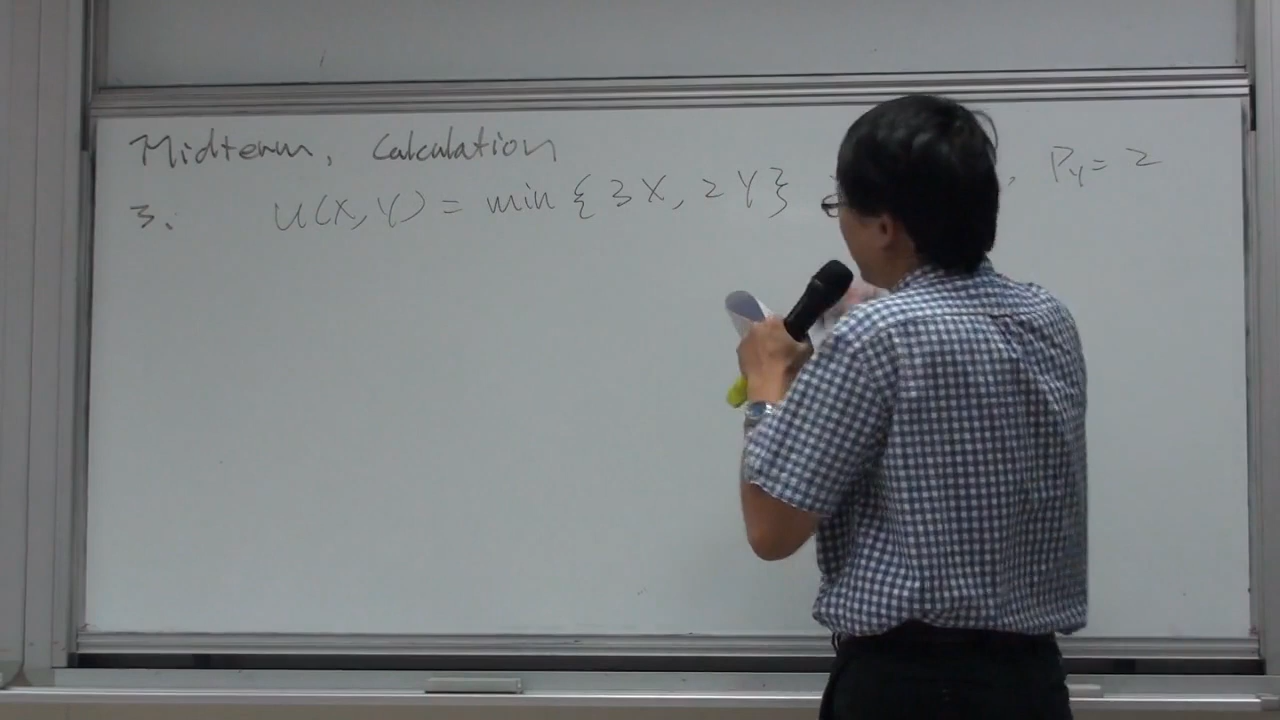 Midterm, Calculation
3. U(X,Y) = min {3X, 2Y} , Py = 2